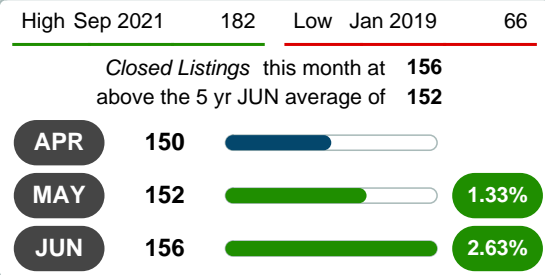 High Sep 2021 182 Low Jan 2019 66
Closed Listings this month at 156
above the 5 yr JUN average of 152
APR 150
MAY 152 1.33%
JUN 156 2.63%